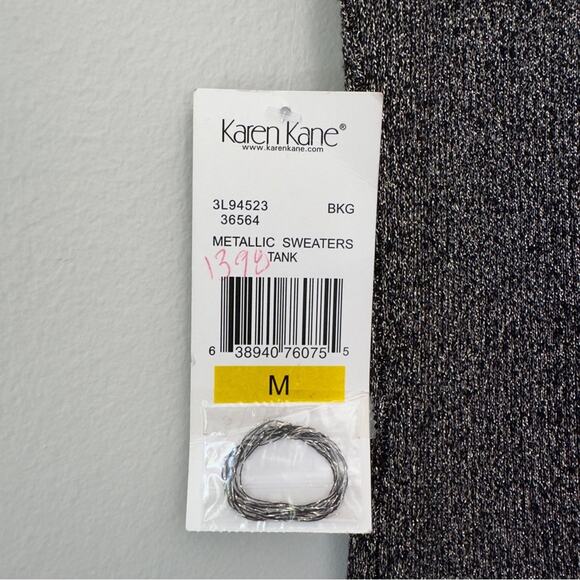 Karen Kane®
www.karenkane.com
3L94523 BKG
36564
METALLIC SWEATERS
TANK
1398
6 38940 76075 5
M